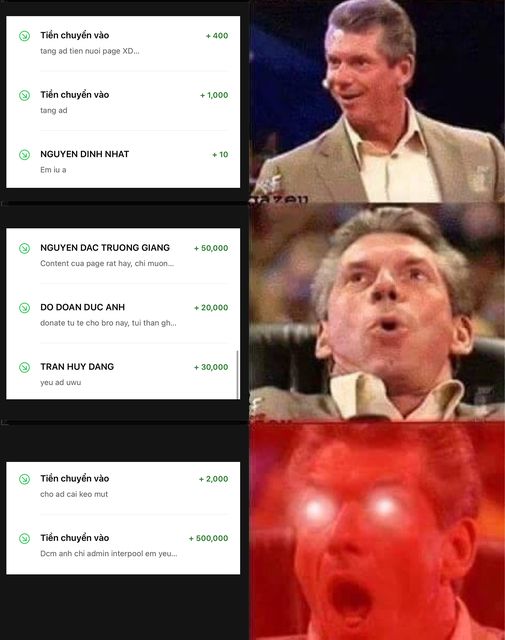 Tiền chuyển vào
+ 400
tang ad tien nuoi page XD...
Tiền chuyển vào
+ 1,000
tang ad
NGUYEN DINH NHAT
+ 10
Em iu a
NGUYEN DAC TRUONG GIANG
+ 50,000
Content cua page rat hay, chi muon...
DO DOAN DUC ANH
+ 20,000
donate tu te cho bro nay, tui than gh...
TRAN HUY DANG
+ 30,000
yeu ad uwu
Tiền chuyển vào
+ 2,000
cho ad cai keo mut
Tiền chuyển vào
+ 500,000
Dcm anh chi admin interpool em yeu...